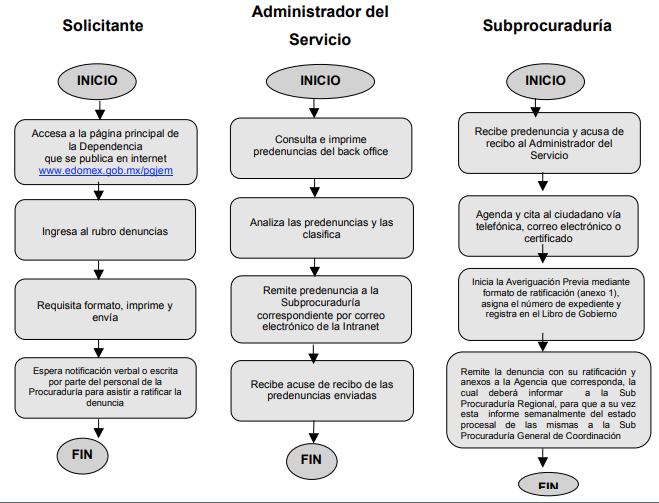 Solicitante
INICIO
Accesa a la página principal de
la Dependencia
que se publica en internet
www.edomex.gob.mx/pgjem
Ingresa al rubro denuncias
Requisita formato, imprime y
envía
Espera notificación verbal o escrita
por parte del personal de la
Procuraduría para asistir a ratificar la
denuncia
FIN
Administrador del
Servicio
INICIO
Consulta e imprime
predenuncias del back office
Analiza las predenuncias y las
clasifica
Remite predenuncia a la
Subprocuraduría
correspondiente por correo
electrónico de la Intranet
Recibe acuse de recibo de las
predenuncias enviadas
FIN
Subprocuraduría
INICIO
Recibe predenuncia y acusa de
recibo al Administrador del
Servicio
Agenda y cita al ciudadano vía
telefónica, correo electrónico o
certificado
Inicia la Averiguación Previa mediante
formato de ratificación (anexo 1),
asigna el número de expediente y
registra en el Libro de Gobierno
Remite la denuncia con su ratificación y
anexos a la Agencia que corresponda, la
cual deberá informar a la Sub
Procuraduría Regional, para que a su vez
esta informe semanalmente del estado
procesal de las mismas a la Sub
Procuraduría General de Coordinación
FIN